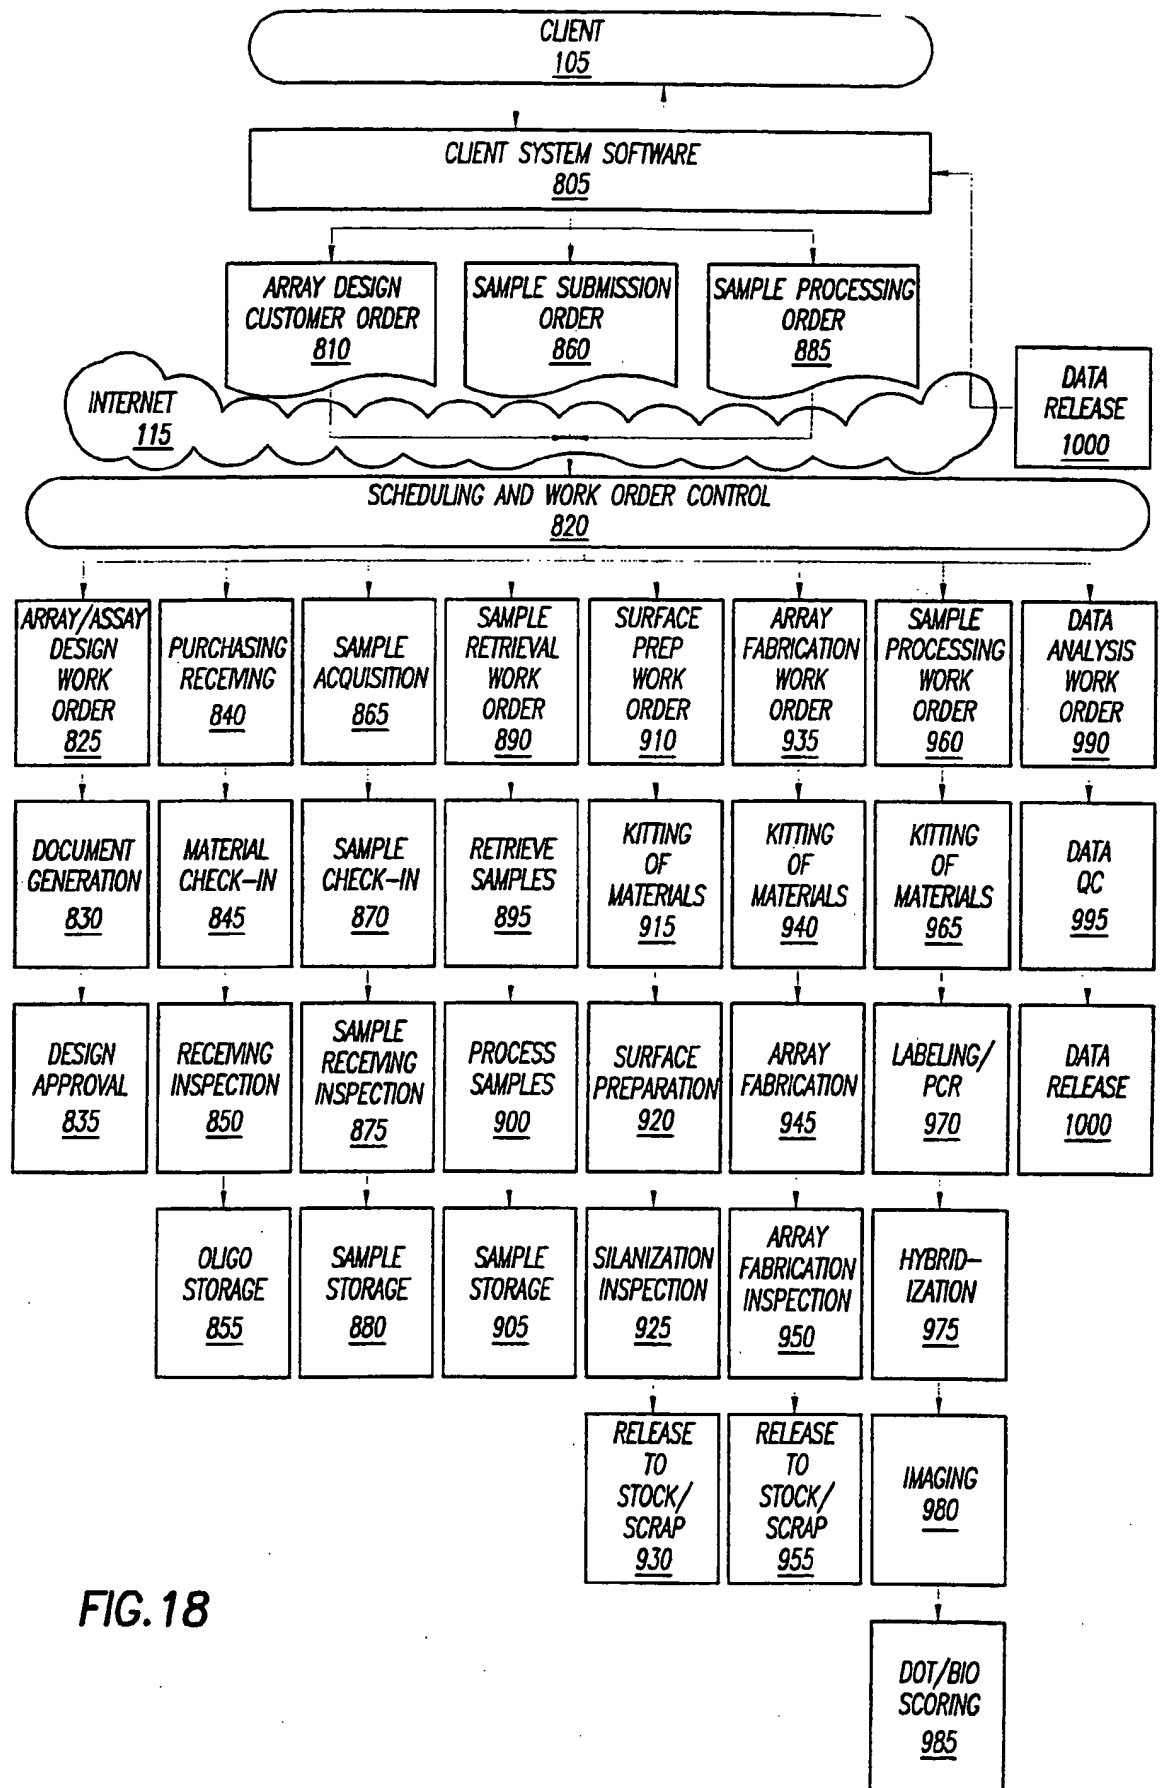 CLIENT
105
CLIENT SYSTEM SOFTWARE
805
ARRAY DESIGN
CUSTOMER ORDER
810
SAMPLE SUBMISSION
ORDER
860
SAMPLE PROCESSING
ORDER
885
DATA
RELEASE
1000
INTERNET
115
SCHEDULING AND WORK ORDER CONTROL
820
ARRAY/ASSAY
DESIGN
WORK
ORDER
825
PURCHASING
RECEIVING
840
SAMPLE
ACQUISITION
865
SAMPLE
RETRIEVAL
WORK
ORDER
890
SURFACE
PREP
WORK
ORDER
910
ARRAY
FABRICATION
WORK
ORDER
935
SAMPLE
PROCESSING
WORK
ORDER
960
DATA
ANALYSIS
WORK
ORDER
990
DOCUMENT
GENERATION
830
MATERIAL
CHECK-IN
845
SAMPLE
CHECK-IN
870
RETRIEVE
SAMPLES
895
KITTING
OF
MATERIALS
915
KITTING
OF
MATERIALS
940
KITTING
OF
MATERIALS
965
DATA
QC
995
DESIGN
APPROVAL
835
RECEIVING
INSPECTION
850
SAMPLE
RECEIVING
INSPECTION
875
PROCESS
SAMPLES
900
SURFACE
PREPARATION
920
ARRAY
FABRICATION
945
LABELING/
PCR
970
DATA
RELEASE
1000
OLIGO
STORAGE
855
SAMPLE
STORAGE
880
SAMPLE
STORAGE
905
SILANIZATION
INSPECTION
925
ARRAY
FABRICATION
INSPECTION
950
HYBRID-
IZATION
975
RELEASE
TO
STOCK/
SCRAP
930
RELEASE
TO
STOCK/
SCRAP
955
IMAGING
980
DOT/BIO
SCORING
985
FIG.18